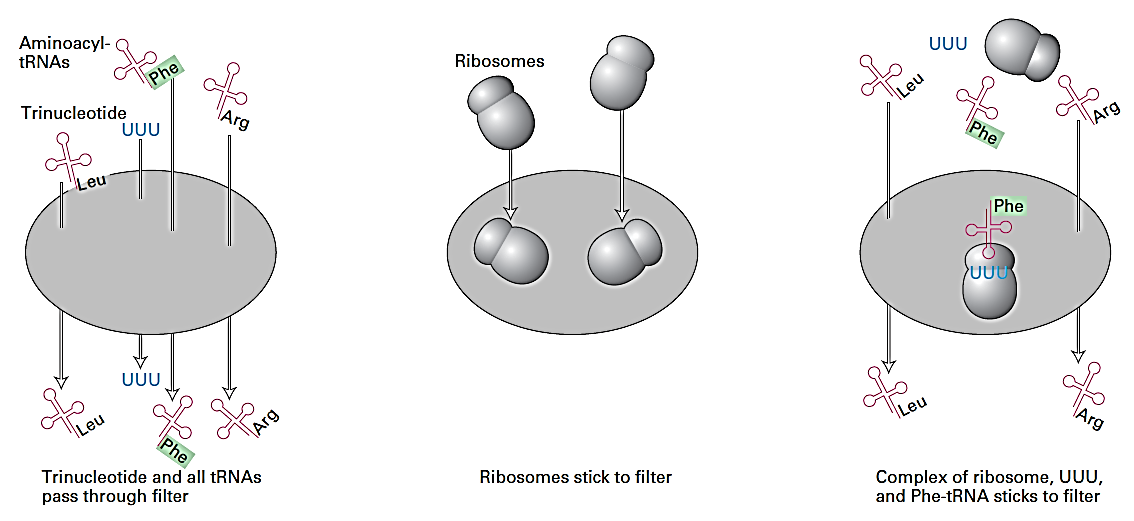 Aminoacyl-
tRNAs
Phe
Arg
Trinucleotide
UUU
Leu
UUU
Leu
Phe
Arg
Trinucleotide and all tRNAs
pass through filter
Ribosomes
Ribosomes stick to filter
UUU
Leu
Phe
Arg
Phe
UUU
Leu
Arg
Complex of ribosome, UUU,
and Phe-tRNA sticks to filter